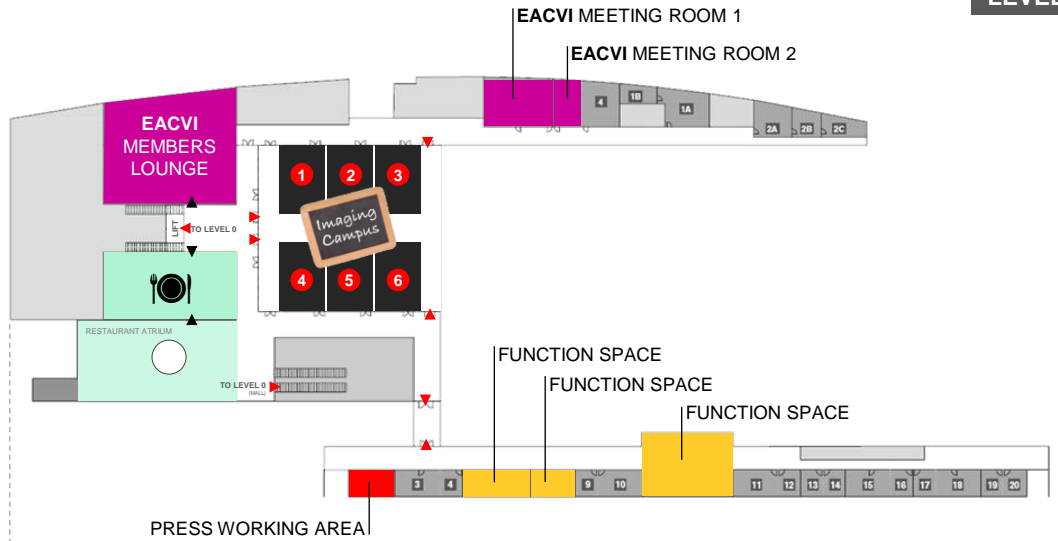 LEVEL
EACVI MEETING ROOM 1
EACVI MEETING ROOM 2
4
1B
1A
2A
2B
2C
EACVI
MEMBERS
LOUNGE
1
2
3
Imaging
Campus
LIFT
TO LEVEL 0
4
5
6
RESTAURANT ATRIUM
TO LEVEL 0
(MALL)
FUNCTION SPACE
FUNCTION SPACE
FUNCTION SPACE
3
4
9
10
11
12
13
14
15
16
17
18
19
20
PRESS WORKING AREA